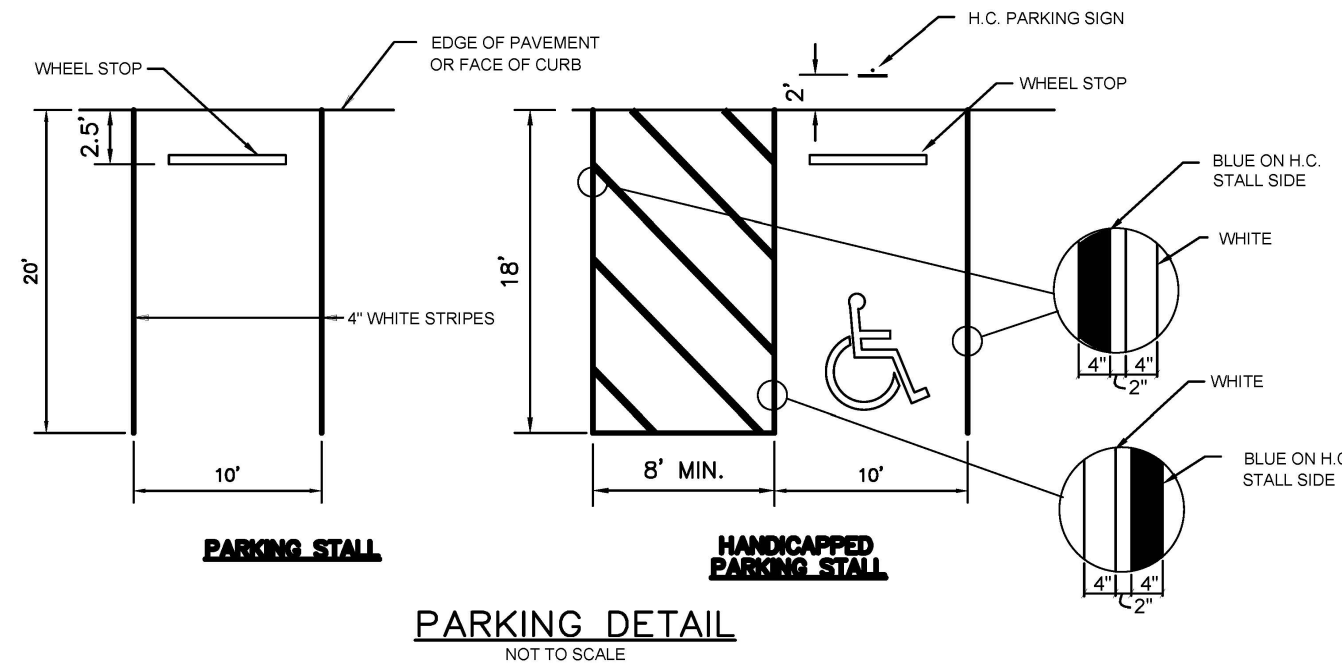 H.C. PARKING SIGN
EDGE OF PAVEMENT
OR FACE OF CURB
WHEEL STOP
WHEEL STOP
2'
2.5'
20'
18'
BLUE ON H.C.
STALL SIDE
WHITE
4" WHITE STRIPES
4" 4"
2"
WHITE
BLUE ON H.C
STALL SIDE
10'
8' MIN.
10'
4" 4"
2"
PARKING STALL
HANDICAPPED
PARKING STALL
PARKING DETAIL
NOT TO SCALE